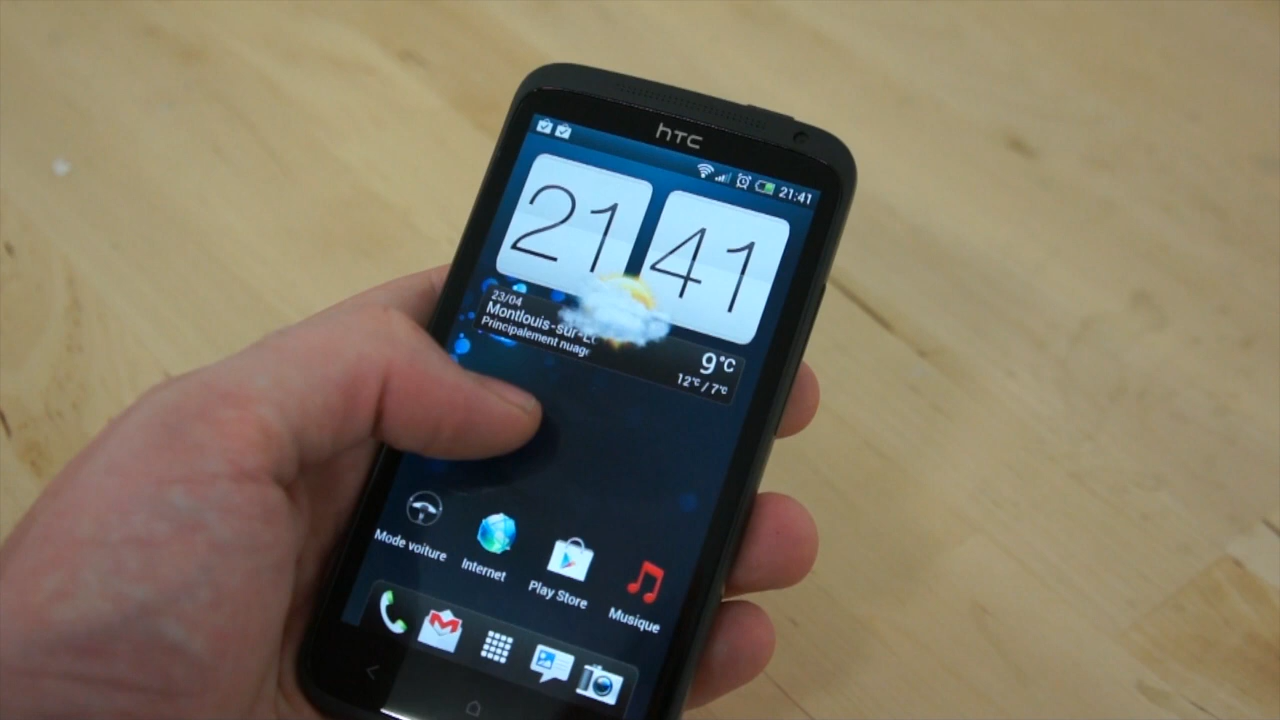 hTC
21:41
21 41
23/04
Montlouis-sur-
Principalement
9°C
12°C / 7°C
Mode voiture
Internet
Play Store
Musique